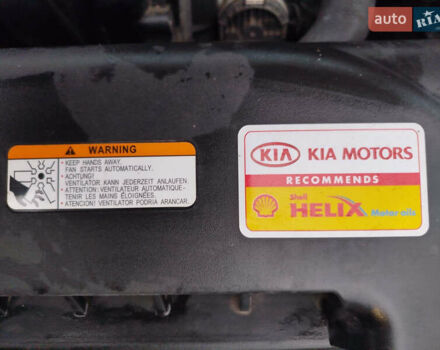 auto RIA
WARNING
• KEEP HANDS AWAY.
FAN STARTS AUTOMATICALLY.
• ACHTUNG!
VENTILATOR KANN JEDERZEIT ANLAUFEN.
• ATTENTION: VENTILATEUR AUTOMATIQUE-
TENIR LES MAINS ÉLOIGNÉES.
• ATENCION! VENTILADOR PODRIA ARANCAR.
KIA KIA MOTORS
RECOMMENDS
Shell
HELIX Motor oils